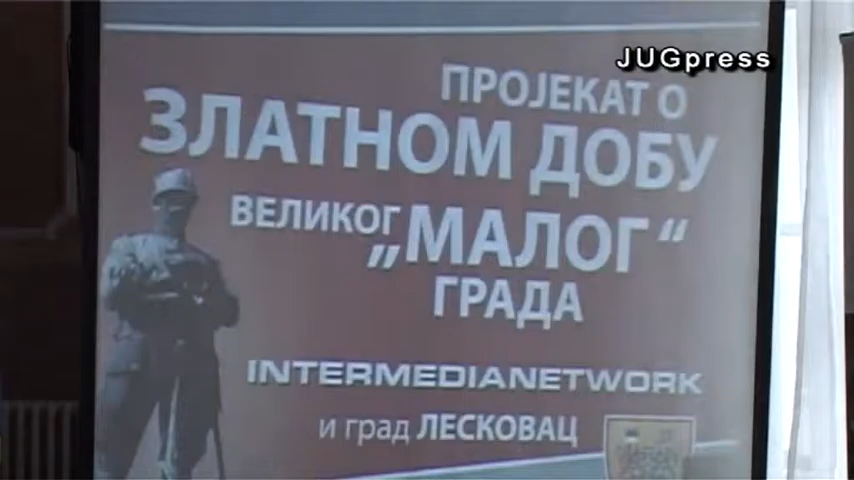 JUGpress
ПРОЈЕКАТ О
ЗЛАТНОМ ДОБУ
ВЕЛИКОГ „МАЛОГ“
ГРАДА
INTERMEDIANETWORK
и град ЛЕСКОВАЦ